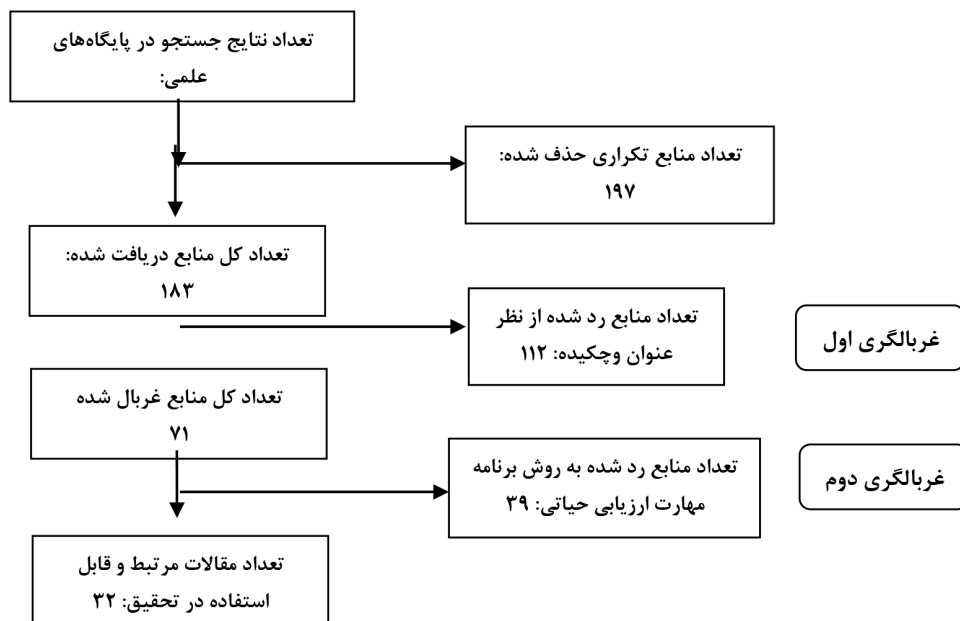 تعداد نتایج جستجو در پایگاه‌های
علمی:
تعداد منابع تکراری حذف شده:
۱۹۷
تعداد کل منابع دریافت شده:
۱۸۳
تعداد منابع رد شده از نظر
عنوان وچکیده: ۱۱۲
غربالگری اول
تعداد کل منابع غربال شده
۷۱
تعداد منابع رد شده به روش برنامه
مهارت ارزیابی حیاتی: ۳۹
غربالگری دوم
تعداد مقالات مرتبط و قابل
استفاده در تحقیق: ۳۲